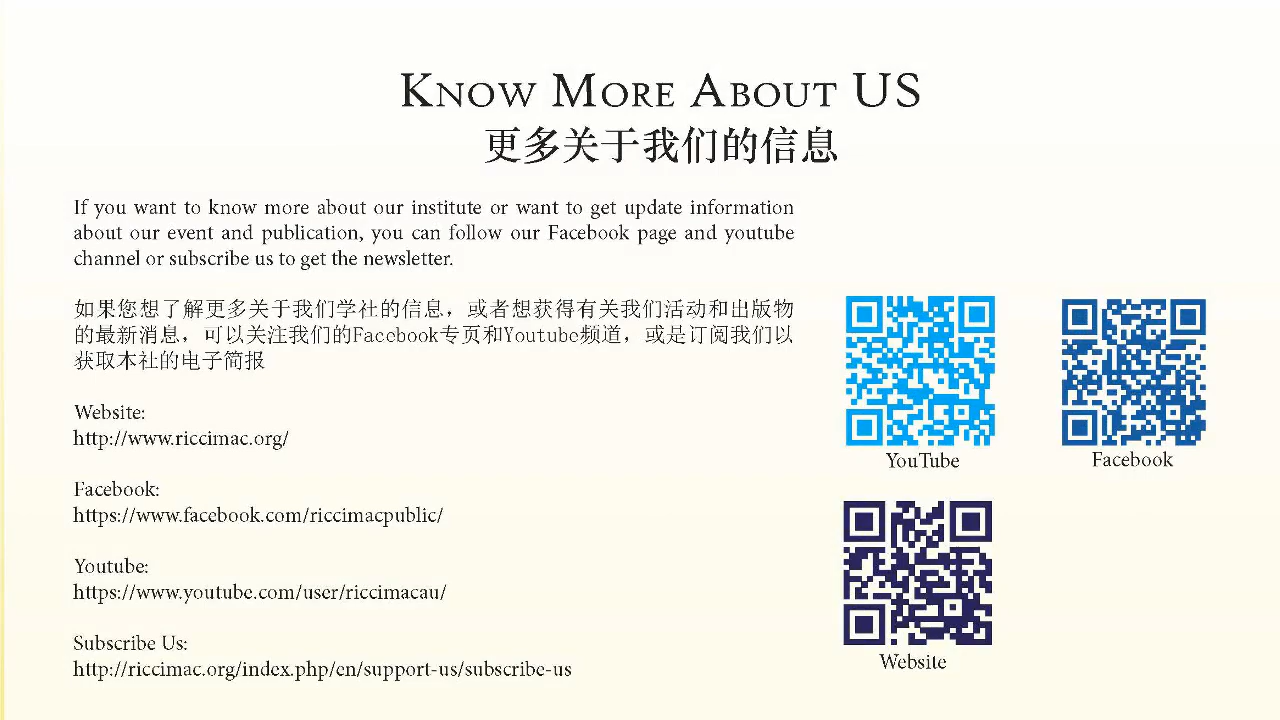 KNOW MORE ABOUT US
更多关于我们的信息
If you want to know more about our institute or want to get update information
about our event and publication, you can follow our Facebook page and youtube
channel or subscribe us to get the newsletter.
如果您想了解更多关于我们学社的信息，或者想获得有关我们活动和出版物
的最新消息，可以关注我们的Facebook专页和Youtube频道，或是订阅我们以
获取本社的电子简报
Website:
http://www.riccimac.org/
Facebook:
https://www.facebook.com/riccimacpublic/
Youtube:
https://www.youtube.com/user/riccimacau/
Subscribe Us:
http://riccimac.org/index.php/en/support-us/subscribe-us
YouTube
Facebook
Website